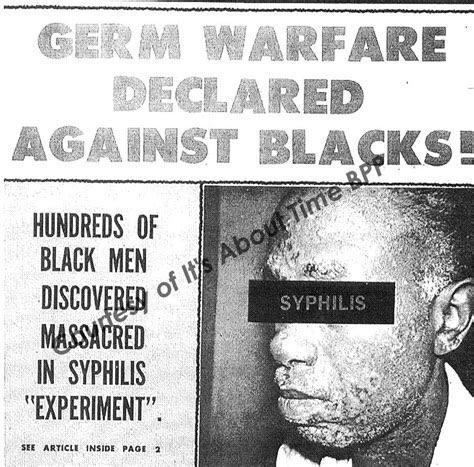 GERM WARFARE
DECLARED
AGAINST BLACKS!
HUNDREDS OF
BLACK MEN
DISCOVERED
MASSACRED
IN SYPHILIS
"EXPERIMENT".
SEE ARTICLE INSIDE PAGE 2
SYPHILIS
Courtesy of It's About Time BPP